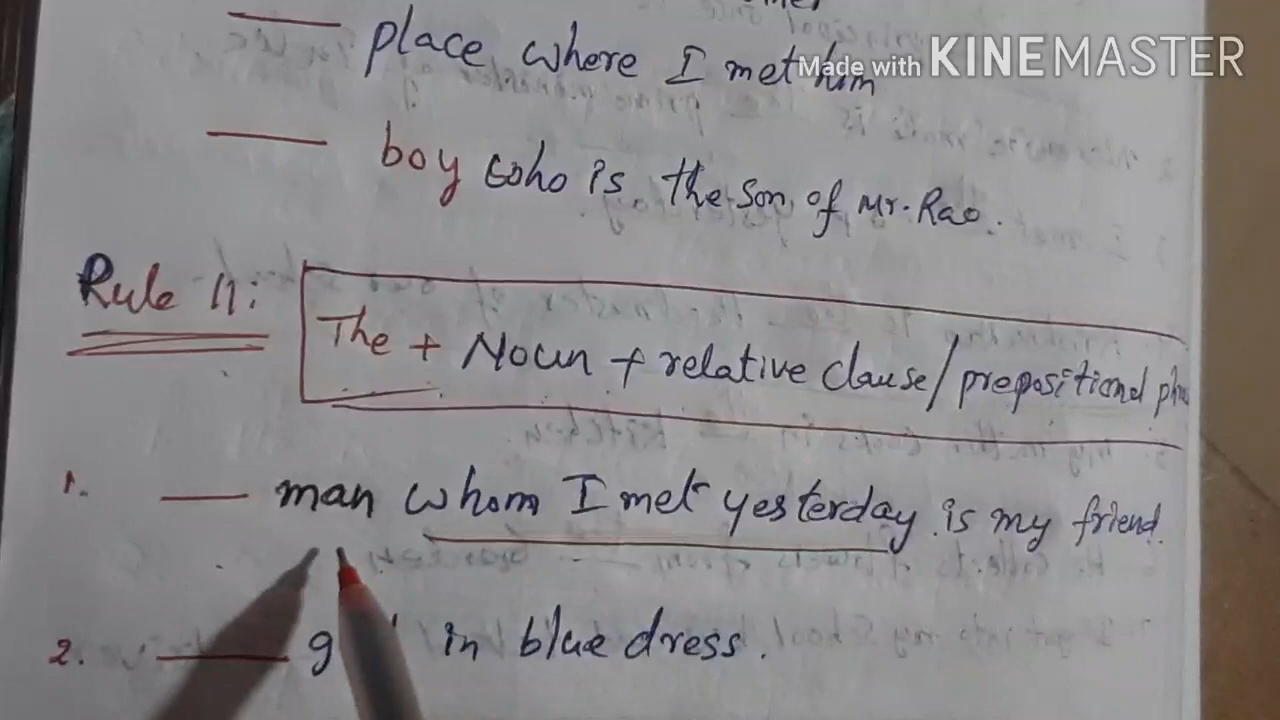 ___ place where I met him
Made with KINEMASTER
___ boy who is the son of Mr. Rao.
Rule 11:
The + Noun + relative clause / prepositional
1. ___ man whom I met yesterday is my friend.
2. ___ in blue dress.